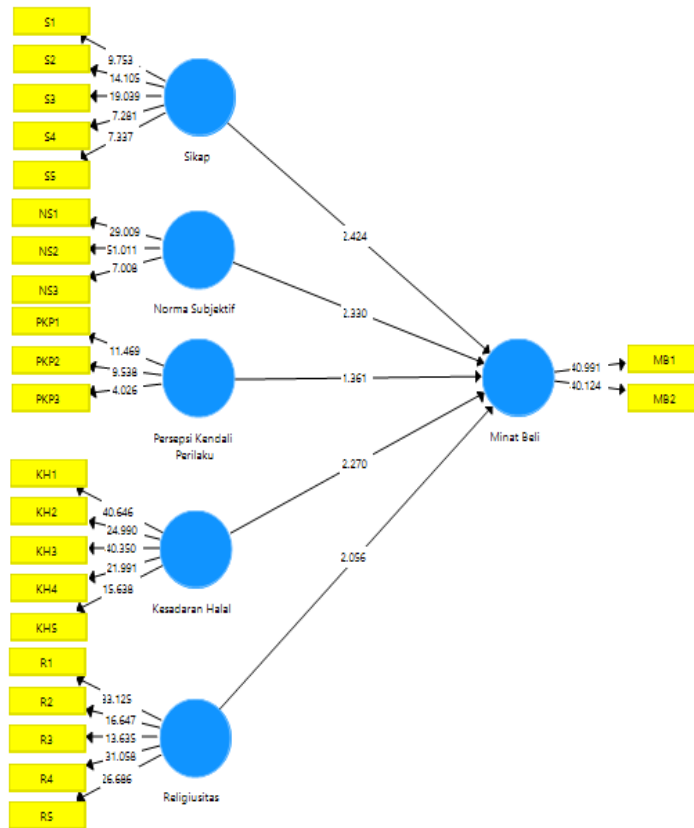 S1
S2
S3
S4
S5
9.753
14.105
19.039
7.281
7.337
Sikap
2.424
NS1
NS2
NS3
29.009
51.011
7.008
Norma Subjektif
2.330
PKP1
PKP2
PKP3
11.469
9.538
4.026
Persepsi Kendali
Perilaku
1.361
Minat Beli
40.991
40.124
MB1
MB2
KH1
KH2
KH3
KH4
KH5
40.646
24.990
40.350
21.991
15.638
Kesadaran Halal
2.270
R1
R2
R3
R4
R5
33.125
16.647
13.635
31.058
26.686
Religiusitas
2.056